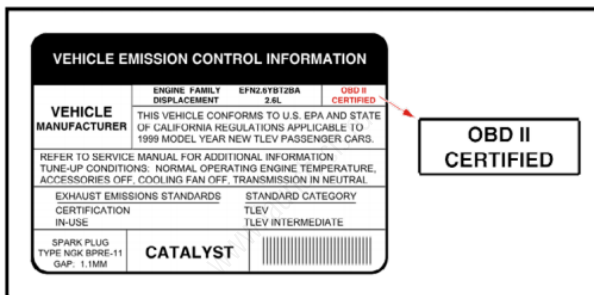 VEHICLE EMISSION CONTROL INFORMATION
VEHICLE
MANUFACTURER
ENGINE FAMILY EFN2.6YBT2BA
DISPLACEMENT 2.6L
OBD II
CERTIFIED
THIS VEHICLE CONFORMS TO U.S. EPA AND STATE
OF CALIFORNIA REGULATIONS APPLICABLE TO
1999 MODEL YEAR NEW TLEV PASSENGER CARS.
REFER TO SERVICE MANUAL FOR ADDITIONAL INFORMATION
TUNE-UP CONDITIONS: NORMAL OPERATING ENGINE TEMPERATURE,
ACCESSORIES OFF, COOLING FAN OFF, TRANSMISSION IN NEUTRAL
EXHAUST EMISSIONS STANDARDS STANDARD CATEGORY
CERTIFICATION TLEV
IN-USE TLEV INTERMEDIATE
SPARK PLUG
TYPE NGK BPRE-11
GAP: 1.1MM
CATALYST
OBD II
CERTIFIED